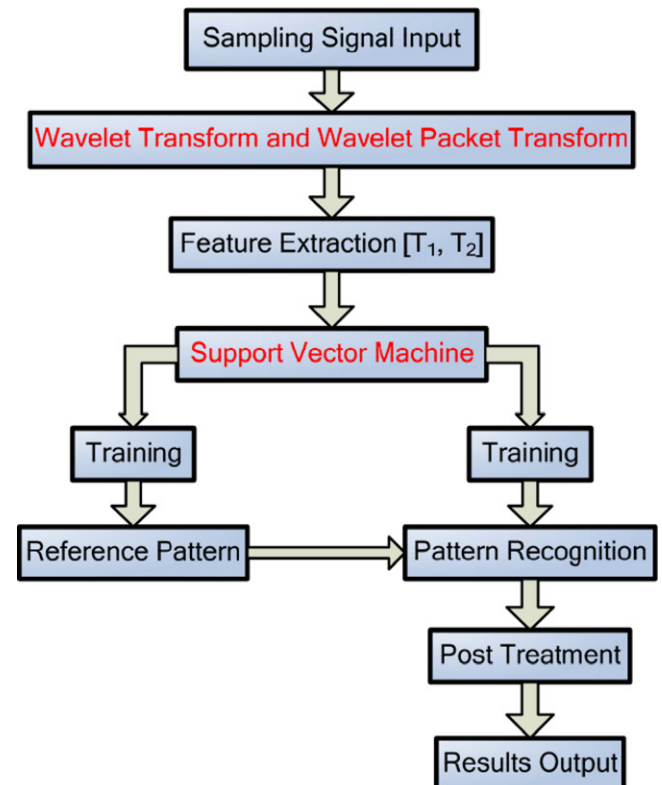 Sampling Signal Input
Wavelet Transform and Wavelet Packet Transform
Feature Extraction [T₁, T₂]
Support Vector Machine
Training
Training
Reference Pattern
Pattern Recognition
Post Treatment
Results Output